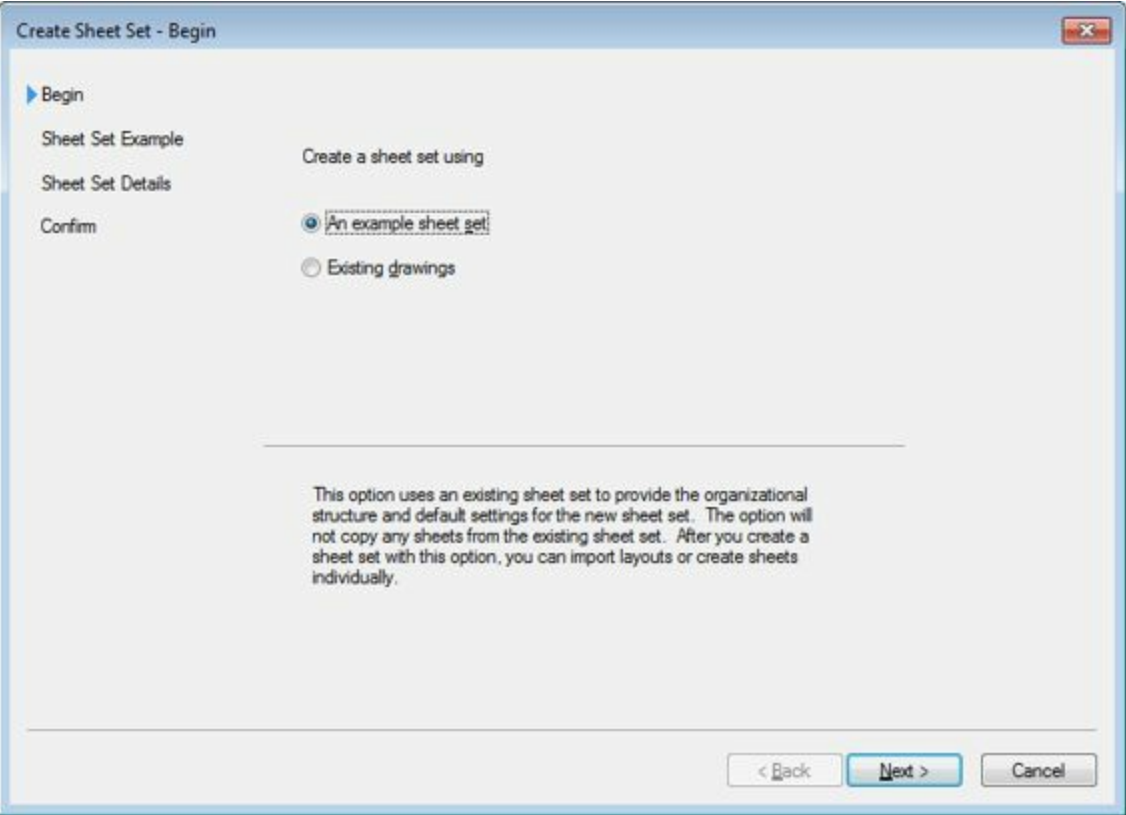 Create Sheet Set - Begin
Begin
Sheet Set Example
Sheet Set Details
Confirm
Create a sheet set using
An example sheet set
Existing drawings
This option uses an existing sheet set to provide the organizational
structure and default settings for the new sheet set. The option will
not copy any sheets from the existing sheet set. After you create a
sheet set with this option, you can import layouts or create sheets
individually.
< Back
Next >
Cancel